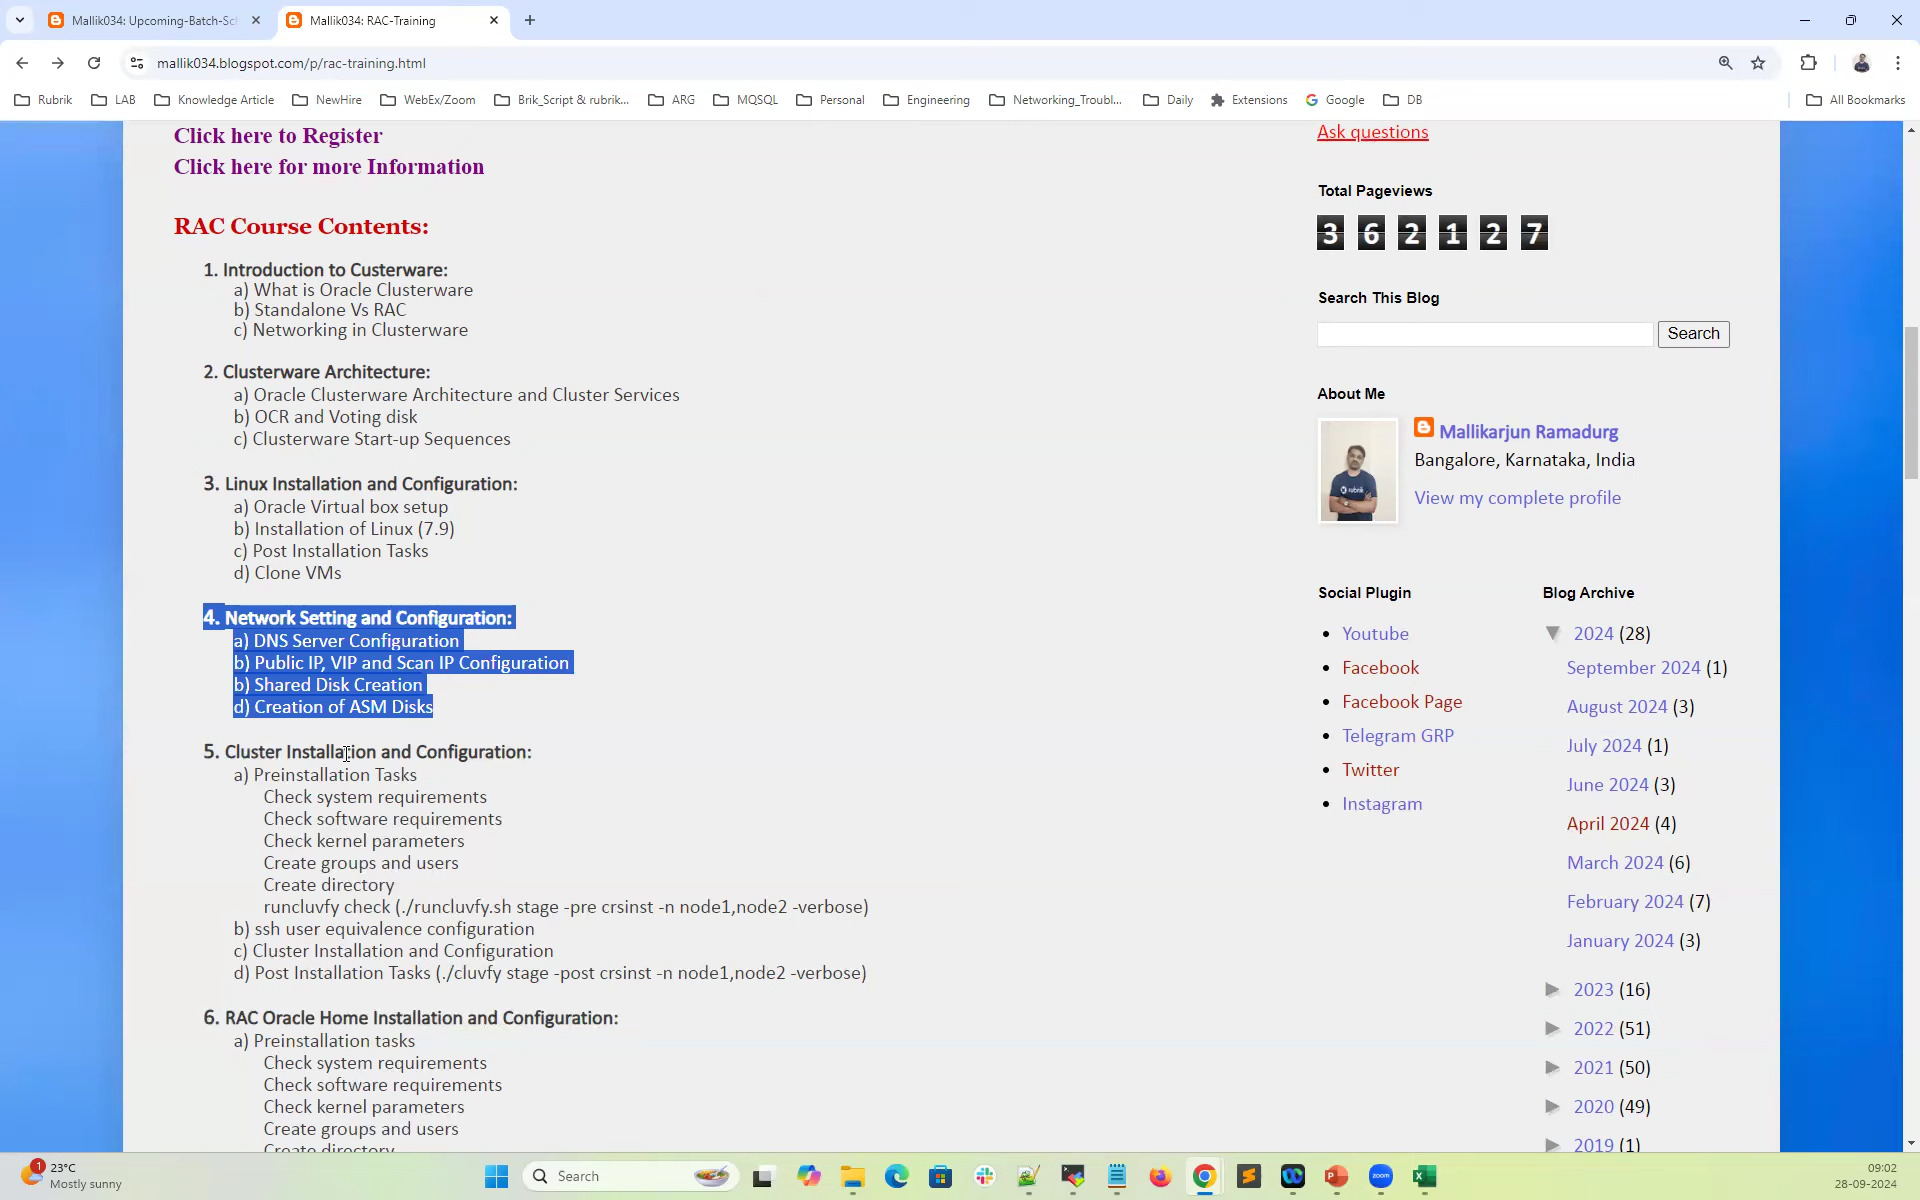 Mallik034: Upcoming-Batch-Sc
Mallik034: RAC-Training
mallik034.blogspot.com/p/rac-training.html
Rubrik
LAB
Knowledge Article
NewHire
WebEx/Zoom
Brik_Script & rubrik...
ARG
MQSQL
Personal
Engineering
Networking_Troubl...
Daily
Extensions
Google
DB
All Bookmarks
Click here to Register
Click here for more Information
RAC Course Contents:
1. Introduction to Custerware:
a) What is Oracle Clusterware
b) Standalone Vs RAC
c) Networking in Clusterware
2. Clusterware Architecture:
a) Oracle Clusterware Architecture and Cluster Services
b) OCR and Voting disk
c) Clusterware Start-up Sequences
3. Linux Installation and Configuration:
a) Oracle Virtual box setup
b) Installation of Linux (7.9)
c) Post Installation Tasks
d) Clone VMs
4. Network Setting and Configuration:
a) DNS Server Configuration
b) Public IP, VIP and Scan IP Configuration
b) Shared Disk Creation
d) Creation of ASM Disks
5. Cluster Installation and Configuration:
a) Preinstallation Tasks
Check system requirements
Check software requirements
Check kernel parameters
Create groups and users
Create directory
runcluvfy check (./runcluvfy.sh stage -pre crsinst -n node1,node2 -verbose)
b) ssh user equivalence configuration
c) Cluster Installation and Configuration
d) Post Installation Tasks (./cluvfy stage -post crsinst -n node1,node2 -verbose)
6. RAC Oracle Home Installation and Configuration:
a) Preinstallation tasks
Check system requirements
Check software requirements
Check kernel parameters
Create groups and users
Create directory
Ask questions
Total Pageviews
3 6 2 1 2 7
Search This Blog
Search
About Me
Mallikarjun Ramadurg
Bangalore, Karnataka, India
View my complete profile
rubrik
Social Plugin
Youtube
Facebook
Facebook Page
Telegram GRP
Twitter
Instagram
Blog Archive
▼ 2024 (28)
September 2024 (1)
August 2024 (3)
July 2024 (1)
June 2024 (3)
April 2024 (4)
March 2024 (6)
February 2024 (7)
January 2024 (3)
► 2023 (16)
► 2022 (51)
► 2021 (50)
► 2020 (49)
► 2019 (1)
1
23°C
Mostly sunny
Search
zoom
09:02
28-09-2024